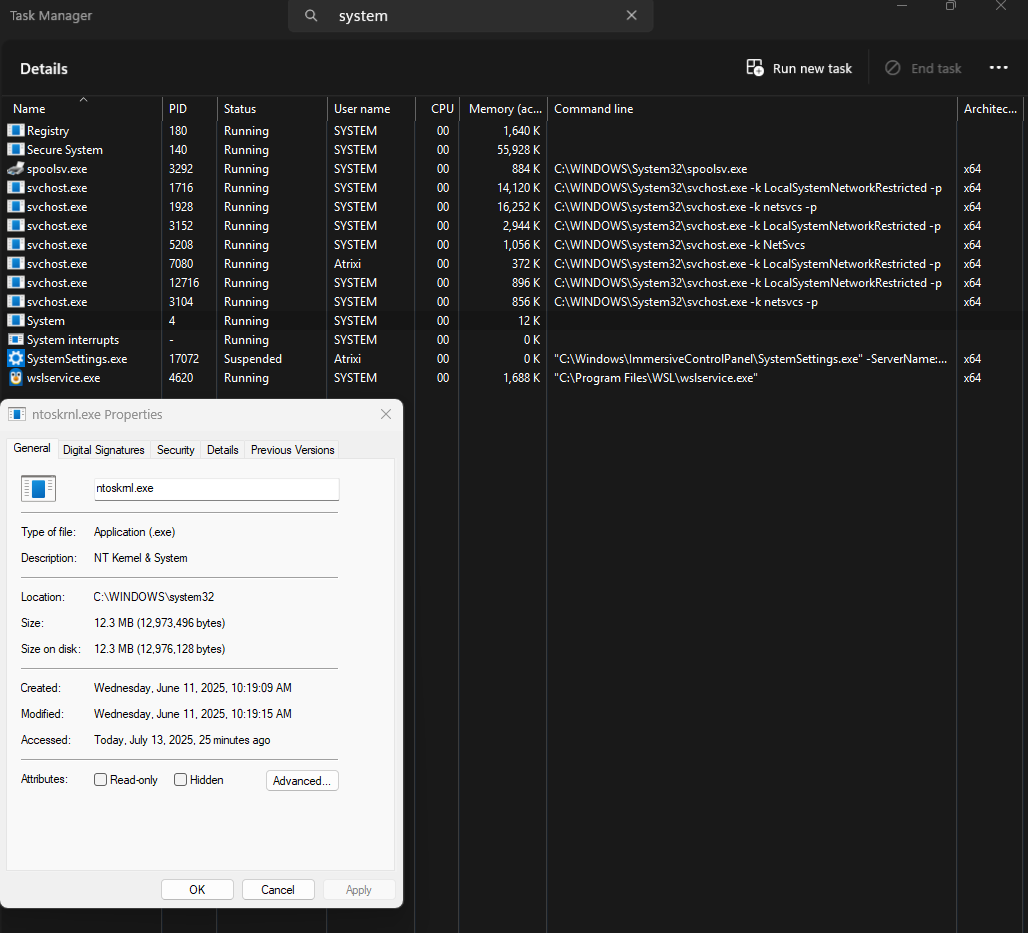 Task Manager
system
Details
Run new task
End task
Name PID Status User name CPU Memory (ac... Command line Architec...
Registry 180 Running SYSTEM 00 1,640 K
Secure System 140 Running SYSTEM 00 55,928 K
spoolsv.exe 3292 Running SYSTEM 00 884 K C:\WINDOWS\System32\spoolsv.exe x64
svchost.exe 1716 Running SYSTEM 00 14,120 K C:\WINDOWS\System32\svchost.exe -k LocalSystemNetworkRestricted -p x64
svchost.exe 1928 Running SYSTEM 00 16,252 K C:\WINDOWS\system32\svchost.exe -k netsvcs -p x64
svchost.exe 3152 Running SYSTEM 00 2,944 K C:\WINDOWS\system32\svchost.exe -k LocalSystemNetworkRestricted -p x64
svchost.exe 5208 Running SYSTEM 00 1,056 K C:\WINDOWS\System32\svchost.exe -k NetSvcs x64
svchost.exe 7080 Running Atrixi 00 372 K C:\WINDOWS\system32\svchost.exe -k LocalSystemNetworkRestricted -p x64
svchost.exe 12716 Running SYSTEM 00 896 K C:\WINDOWS\System32\svchost.exe -k LocalSystemNetworkRestricted -p x64
svchost.exe 3104 Running SYSTEM 00 856 K C:\WINDOWS\System32\svchost.exe -k netsvcs -p x64
System 4 Running SYSTEM 00 12 K
System interrupts - Running SYSTEM 00 0 K
SystemSettings.exe 17072 Suspended Atrixi 00 0 K "C:\Windows\ImmersiveControlPanel\SystemSettings.exe" -ServerName:... x64
wslservice.exe 4620 Running SYSTEM 00 1,688 K "C:\Program Files\WSL\wslservice.exe" x64
ntoskrnl.exe Properties
General Digital Signatures Security Details Previous Versions
ntoskrnl.exe
Type of file: Application (.exe)
Description: NT Kernel & System
Location: C:\WINDOWS\system32
Size: 12.3 MB (12,973,496 bytes)
Size on disk: 12.3 MB (12,976,128 bytes)
Created: Wednesday, June 11, 2025, 10:19:09 AM
Modified: Wednesday, June 11, 2025, 10:19:15 AM
Accessed: Today, July 13, 2025, 25 minutes ago
Attributes: Read-only Hidden Advanced...
OK Cancel Apply